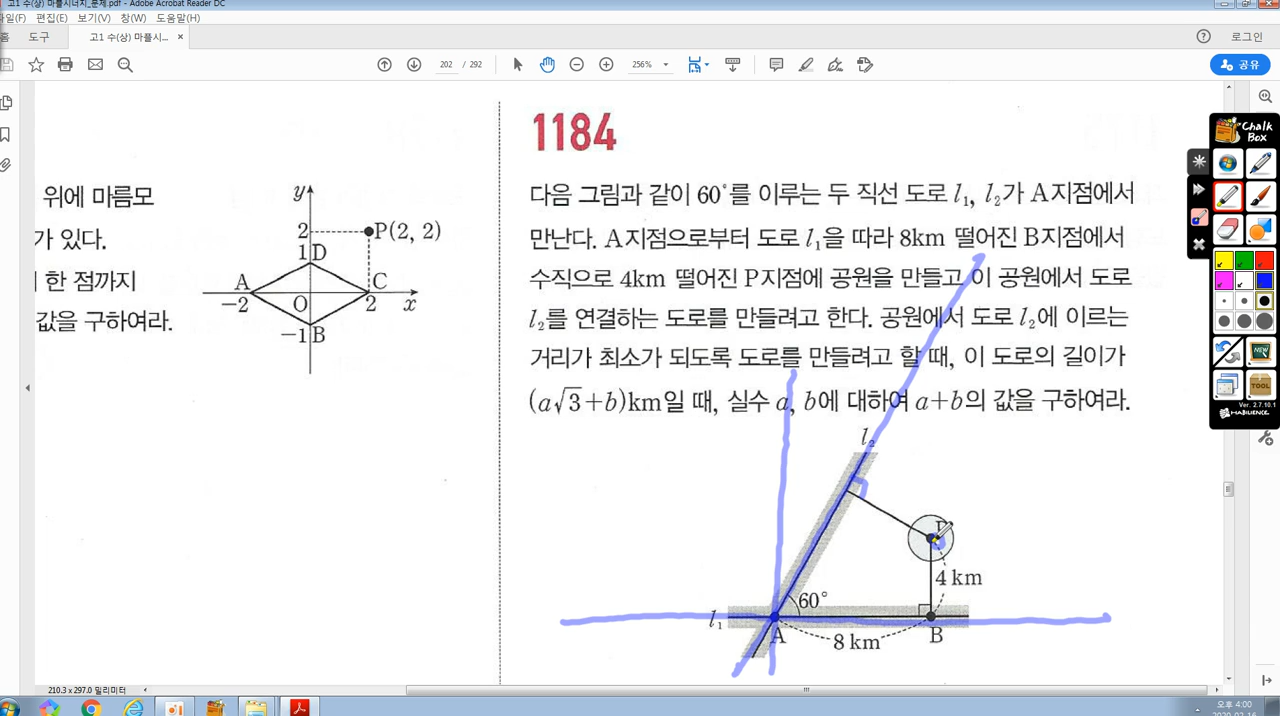 고1 수(상) 마플시너지_문제.pdf - Adobe Acrobat Reader DC
파일(F) 편집(E) 보기(V) 창(W) 도움말(H)
홈 도구 고1 수(상) 마플시... × 로그인
202 / 292 256% 공유
위에 마름모
가 있다.
한 점까지
값을 구하여라.
y
2 P(2, 2)
1 D
A C
-2 O 2 x
-1 B
1184
다음 그림과 같이 60°를 이루는 두 직선 도로 l₁, l₂가 A지점에서
만난다. A지점으로부터 도로 l₁을 따라 8km 떨어진 B지점에서
수직으로 4km 떨어진 P지점에 공원을 만들고 이 공원에서 도로
l₂를 연결하는 도로를 만들려고 한다. 공원에서 도로 l₂에 이르는
거리가 최소가 되도록 도로를 만들려고 할 때, 이 도로의 길이가
(a√3+b)km일 때, 실수 a, b에 대하여 a+b의 값을 구하여라.
l₂
4 km
60°
l₁ A 8 km B
Chalk Box
NEW
TOOL
Ver. 2.7.10.1
HABILIENCE
210.3 x 297.0 밀리미터
오후 4:00
2020-02-16